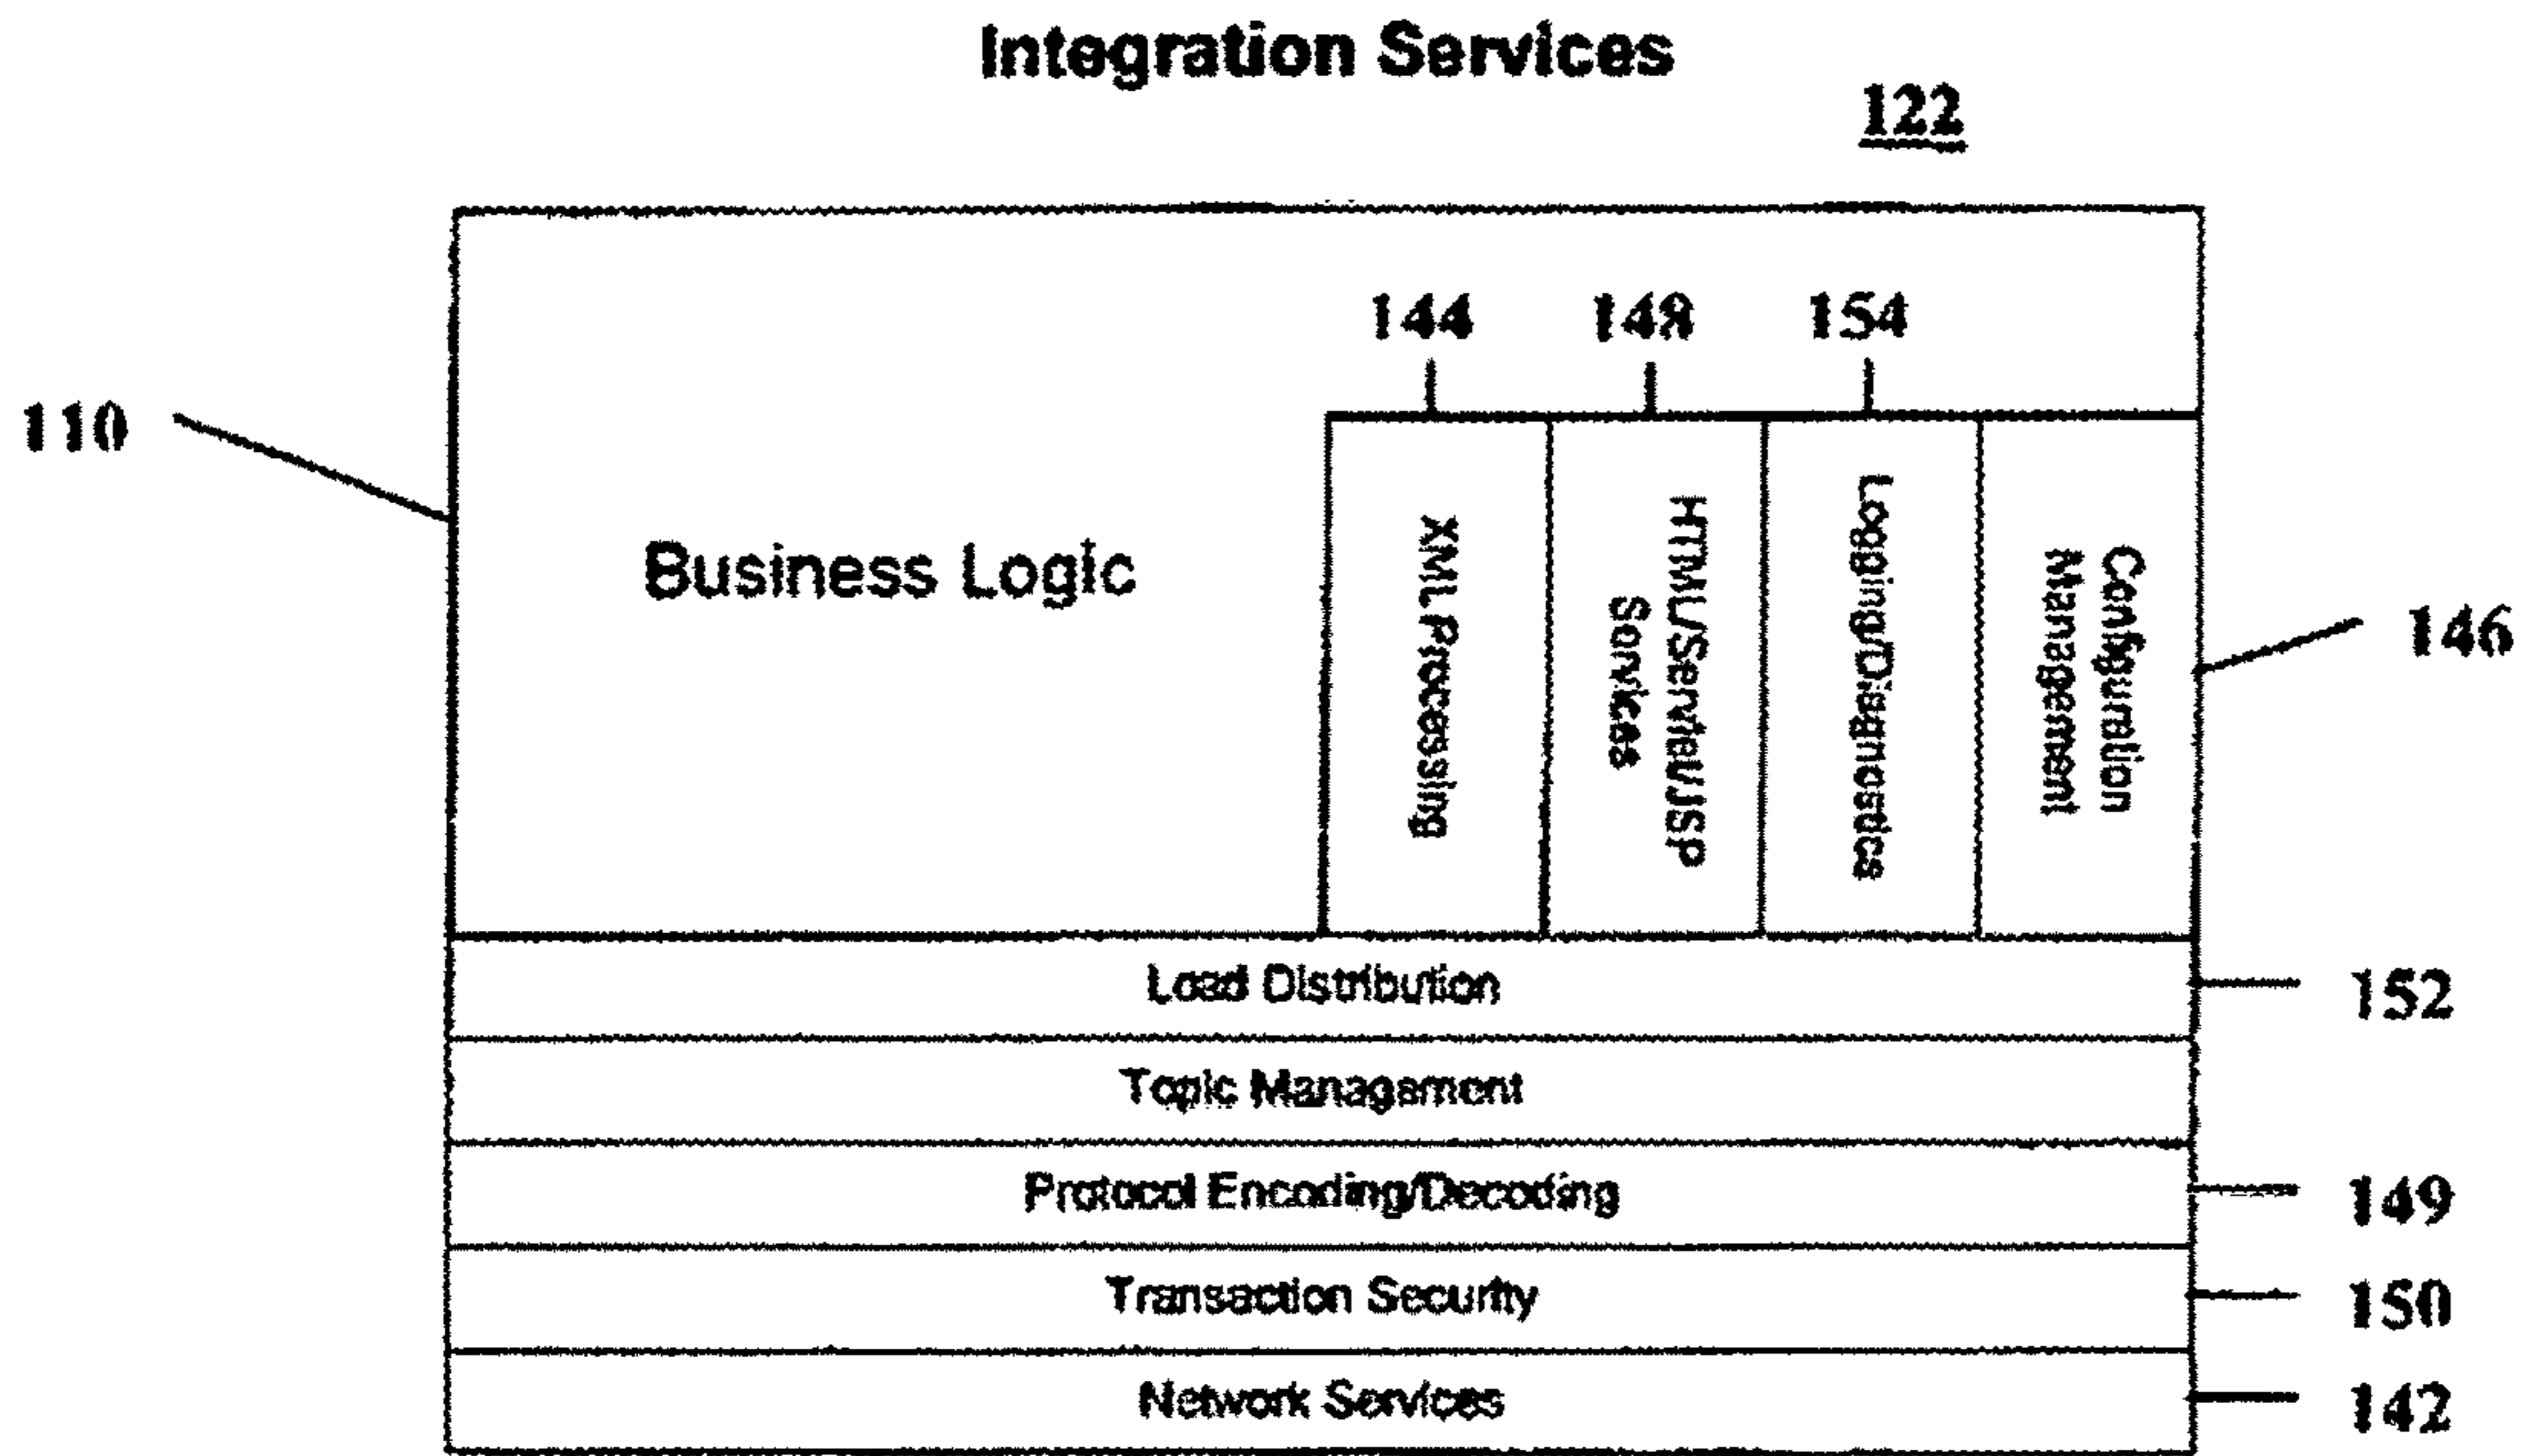 Integration Services
122
144 148 154
110
Business Logic
XML Processing
HTML/Servlet/JSP
Services
Logging/Diagnostics
Configuration
Management
146
Load Distribution
152
Topic Management
Protocol Encoding/Decoding
149
Transaction Security
150
Network Services
142